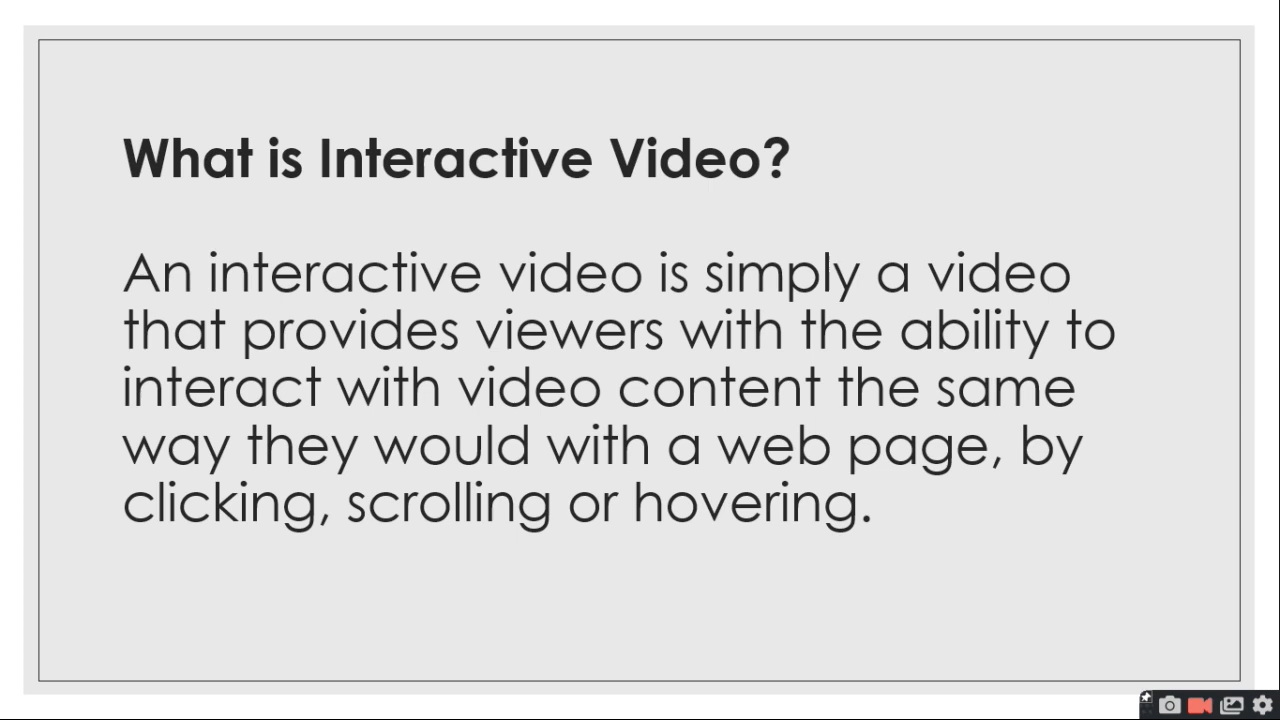 What is Interactive Video?
An interactive video is simply a video
that provides viewers with the ability to
interact with video content the same
way they would with a web page, by
clicking, scrolling or hovering.